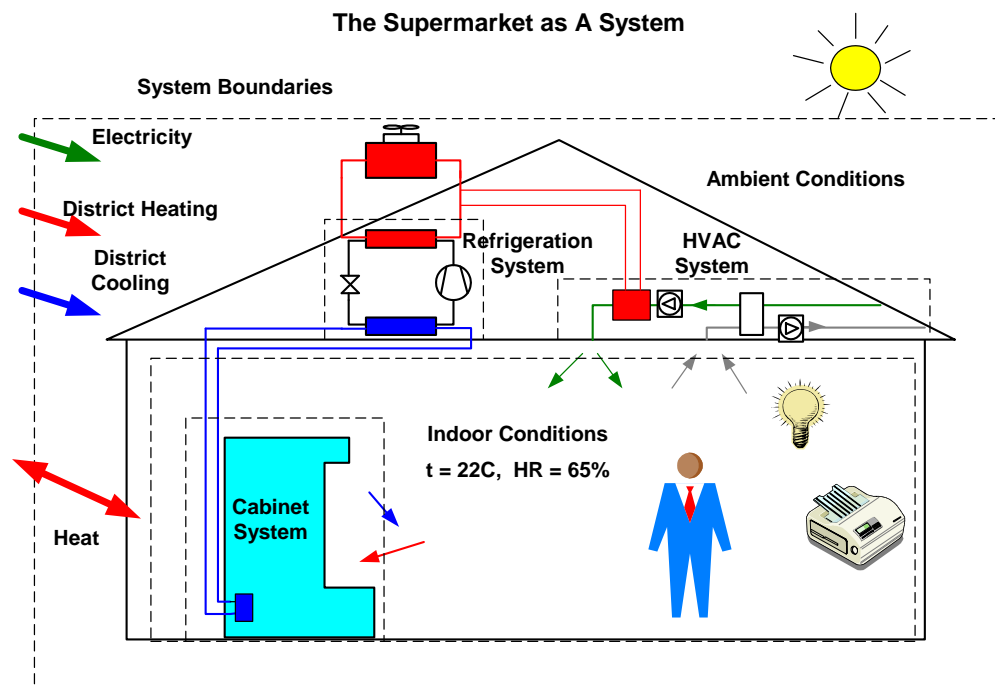 The Supermarket as A System
System Boundaries
Electricity
District Heating
District
Cooling
Ambient Conditions
Refrigeration
System
HVAC
System
Indoor Conditions
t = 22C, HR = 65%
Cabinet
System
Heat